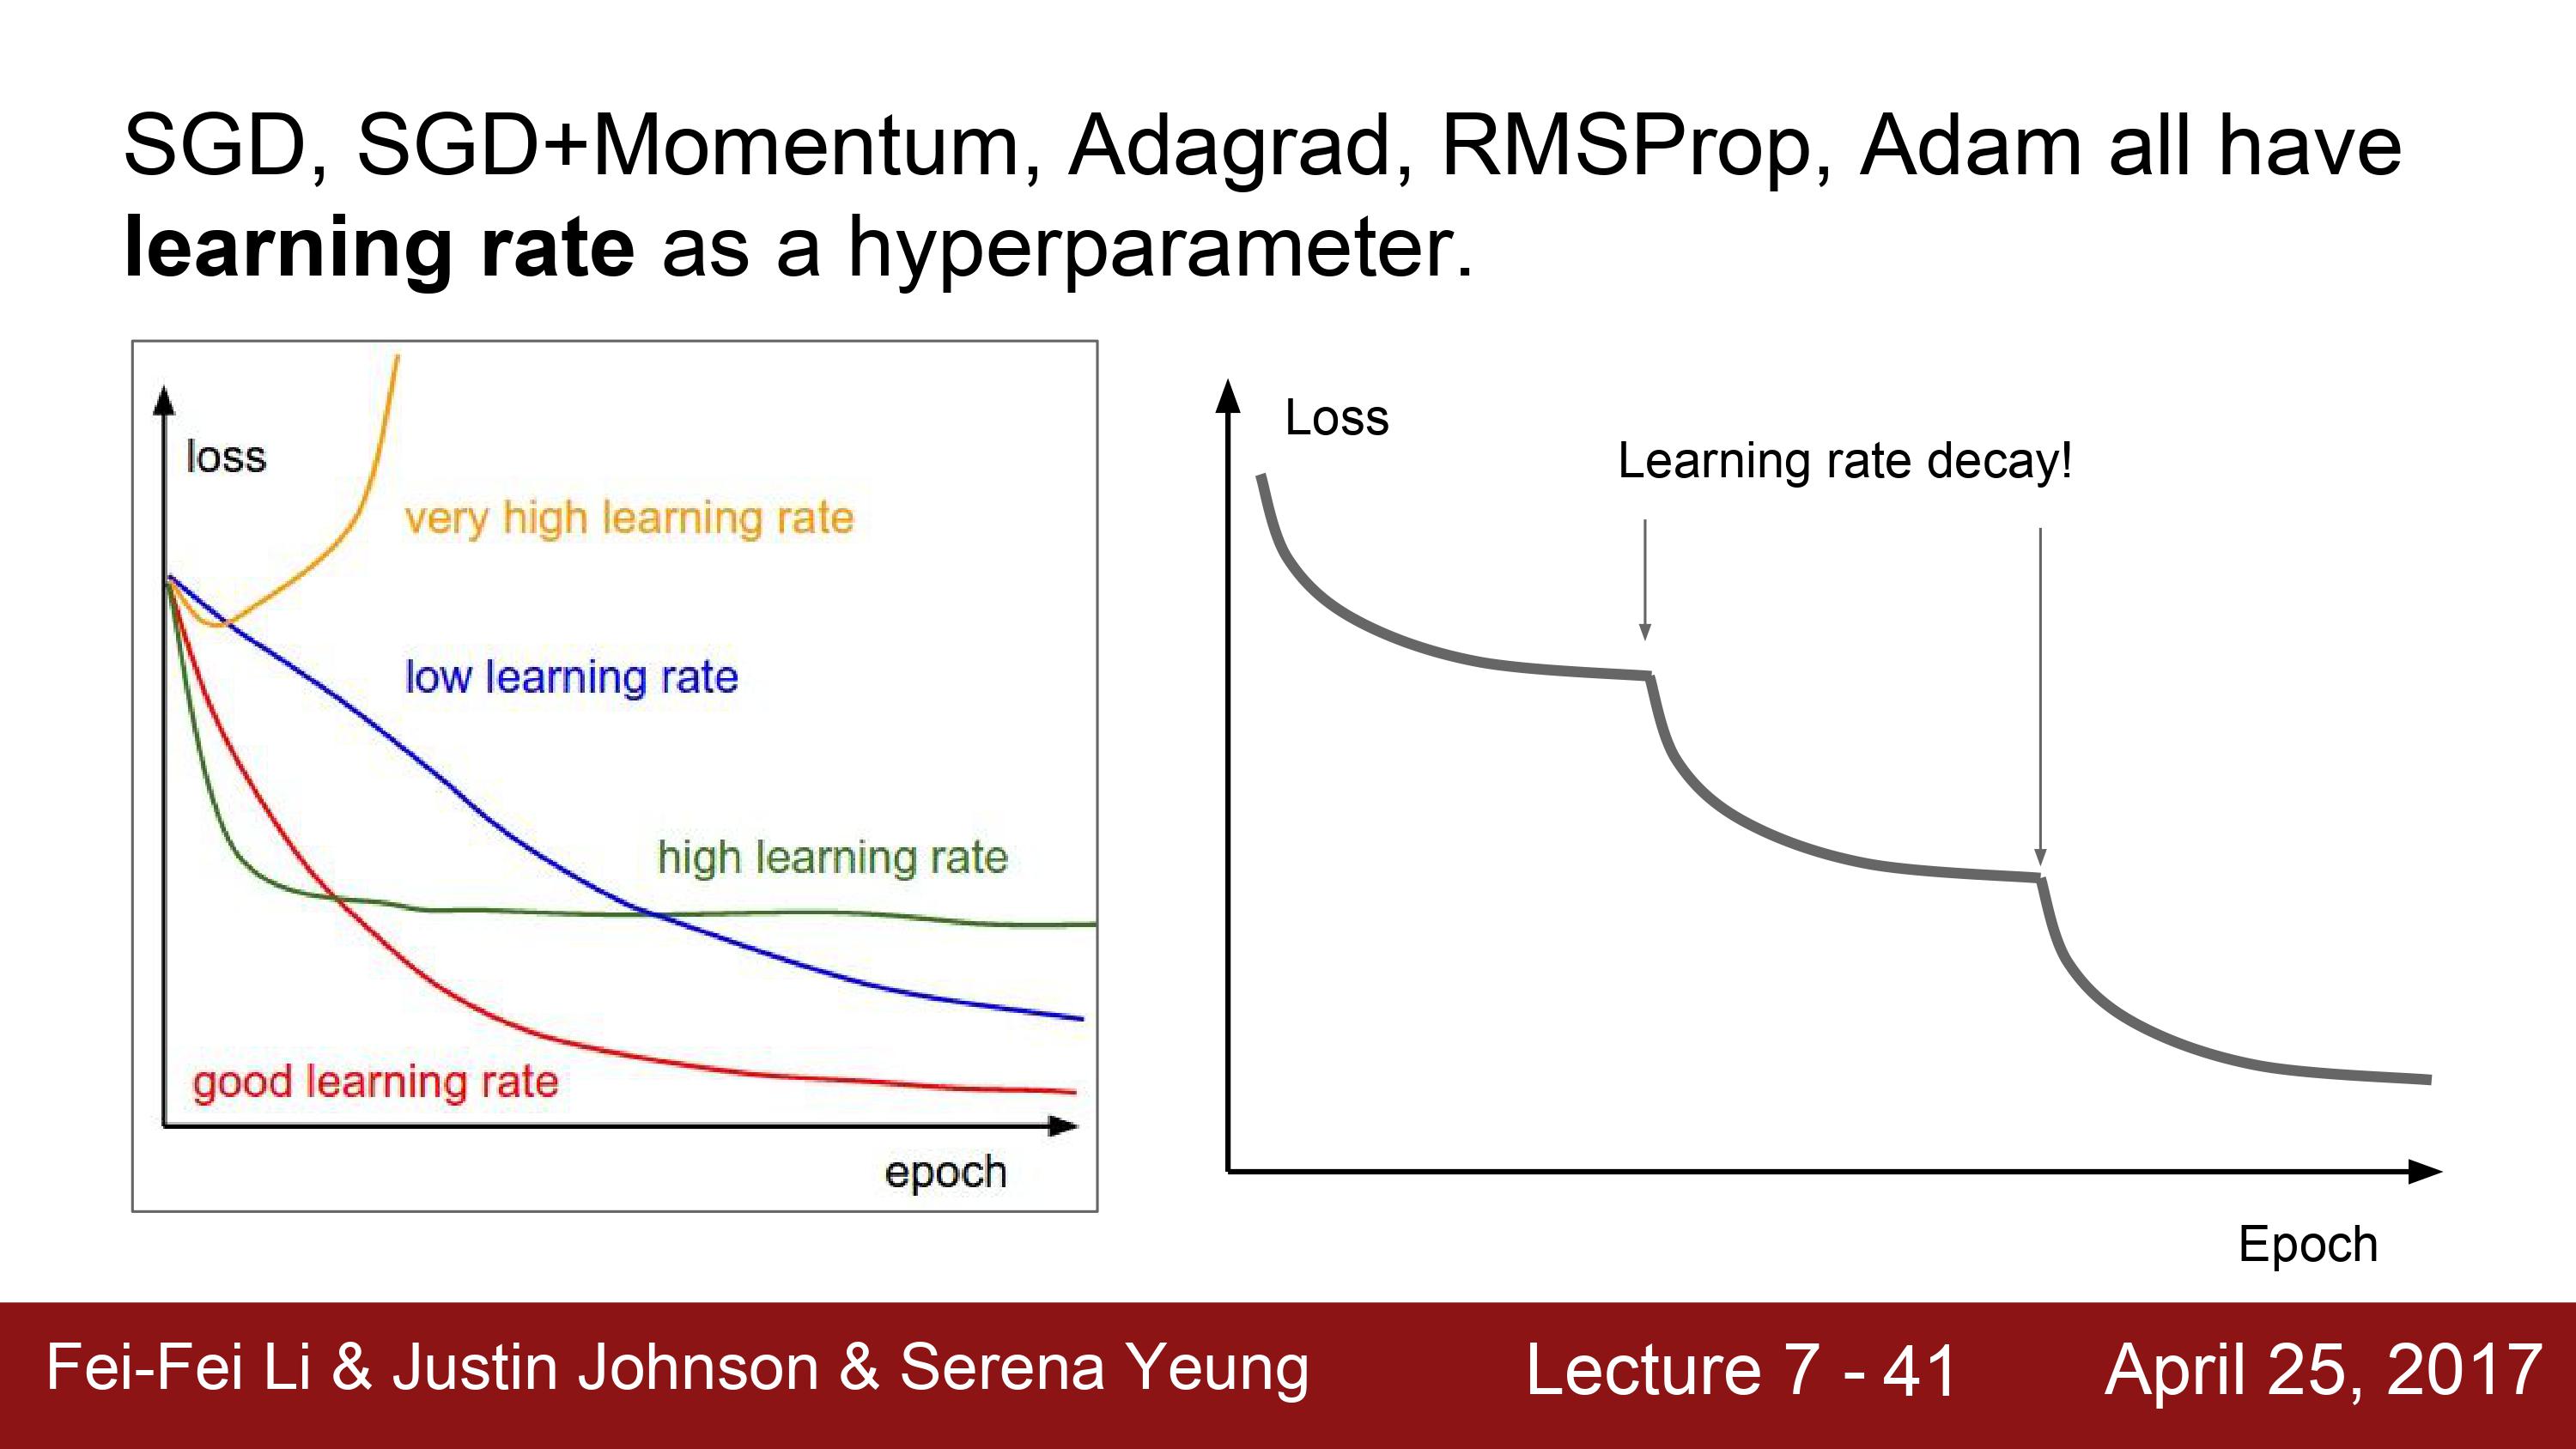 SGD, SGD+Momentum, Adagrad, RMSProp, Adam all have
learning rate as a hyperparameter.
loss
very high learning rate
low learning rate
high learning rate
good learning rate
epoch
Loss
Learning rate decay!
Epoch
Fei-Fei Li & Justin Johnson & Serena Yeung
Lecture 7 - 41
April 25, 2017